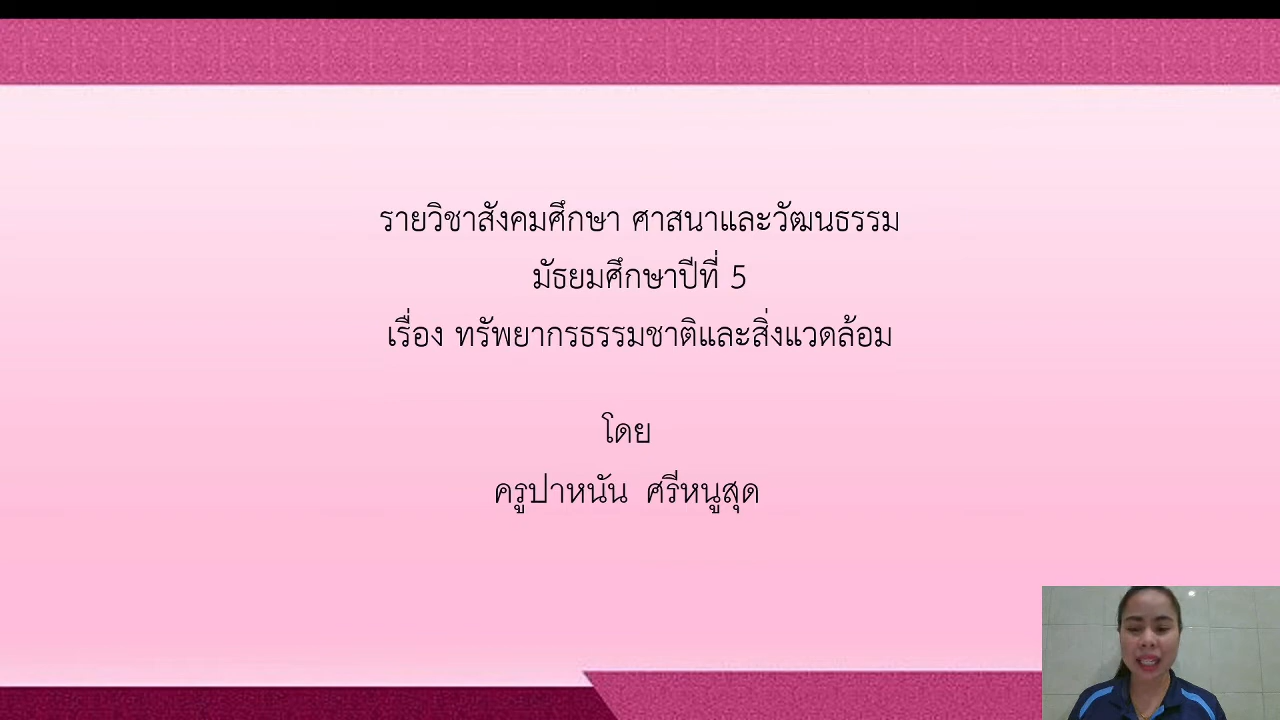 รายวิชาสังคมศึกษา ศาสนาและวัฒนธรรม
มัธยมศึกษาปีที่ 5
เรื่อง ทรัพยากรธรรมชาติและสิ่งแวดล้อม
โดย
ครูปาหนัน ศรีหนูสุด